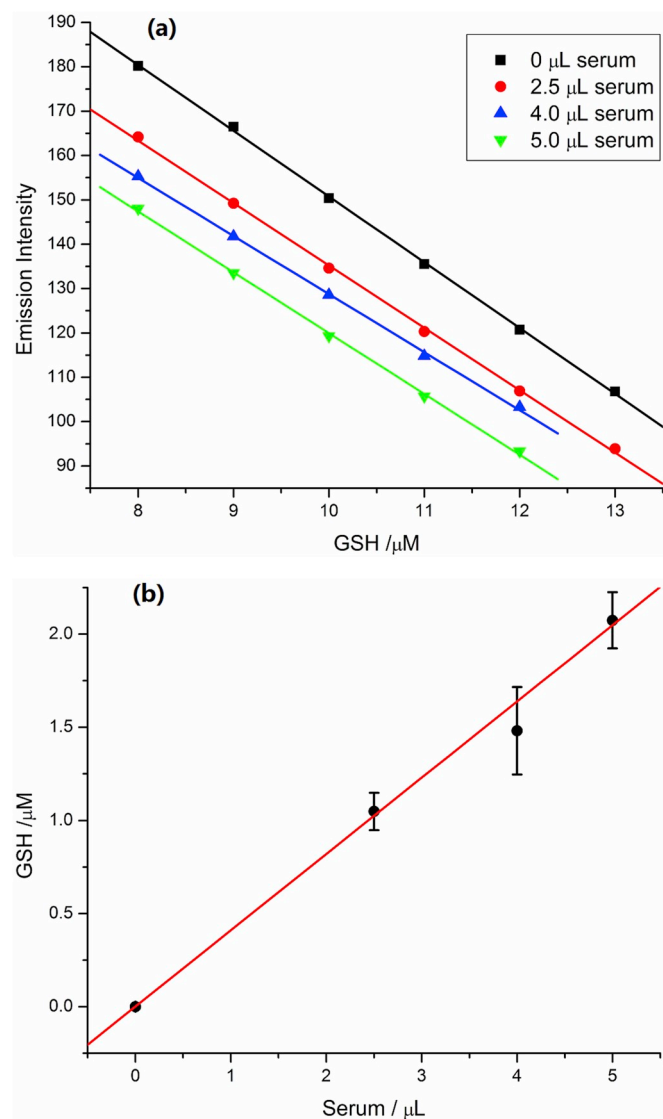 (a)
0 μL serum
2.5 μL serum
4.0 μL serum
5.0 μL serum
190
180
170
160
150
140
130
120
110
100
90
Emission Intensity
8 9 10 11 12 13
GSH /μM
(b)
2.0
1.5
1.0
0.5
0.0
GSH /μM
0 1 2 3 4 5
Serum / μL